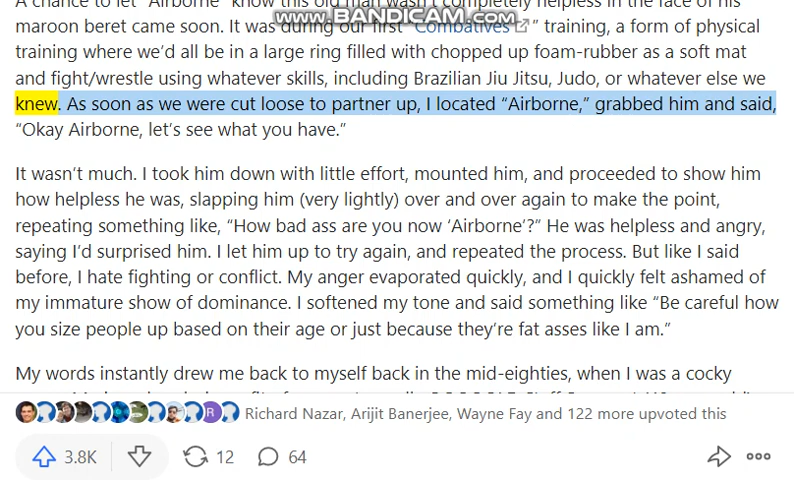 A chance to let “Airborne” know this old man wasn’t completely helpless in the face of his
www.BANDICAM.com
maroon beret came soon. It was during our first “Combatives” training, a form of physical
training where we’d all be in a large ring filled with chopped up foam-rubber as a soft mat
and fight/wrestle using whatever skills, including Brazilian Jiu Jitsu, Judo, or whatever else we
knew. As soon as we were cut loose to partner up, I located “Airborne,” grabbed him and said,
“Okay Airborne, let’s see what you have.”
It wasn’t much. I took him down with little effort, mounted him, and proceeded to show him
how helpless he was, slapping him (very lightly) over and over again to make the point,
repeating something like, “How bad ass are you now ‘Airborne’?” He was helpless and angry,
saying I’d surprised him. I let him up to try again, and repeated the process. But like I said
before, I hate fighting or conflict. My anger evaporated quickly, and I quickly felt ashamed of
my immature show of dominance. I softened my tone and said something like “Be careful how
you size people up based on their age or just because they’re fat asses like I am.”
My words instantly drew me back to myself back in the mid-eighties, when I was a cocky
R
Richard Nazar, Arijit Banerjee, Wayne Fay and 122 more upvoted this
3.8K 12 64